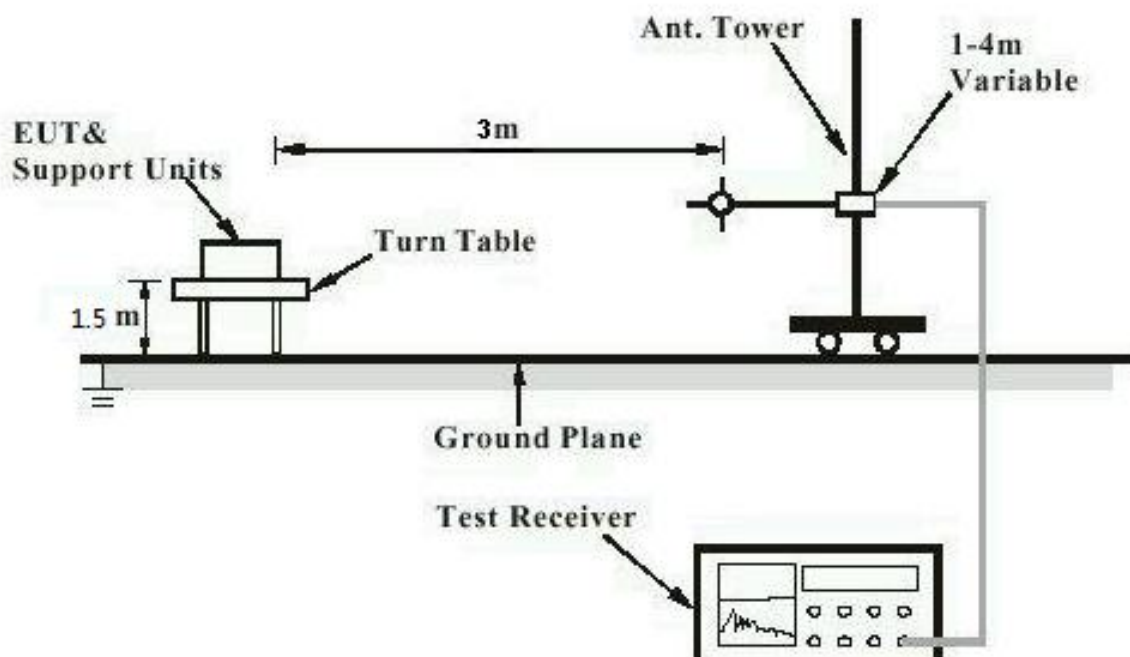 Ant. Tower
1-4m
Variable
3m
EUT&
Support Units
Turn Table
1.5 m
Ground Plane
Test Receiver